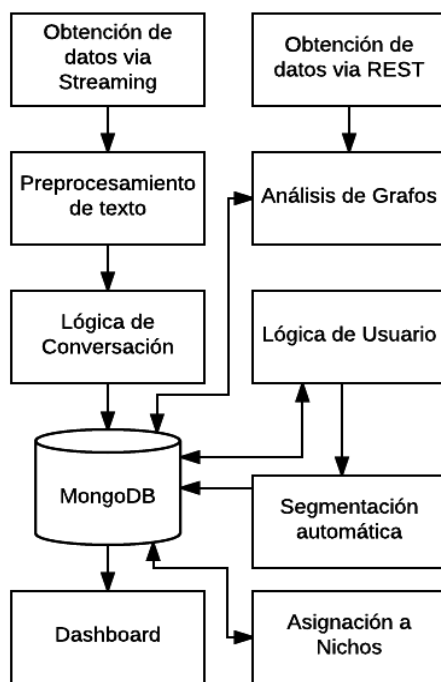 Obtención de
datos via
Streaming
Obtención de
datos via REST
Preprocesamiento
de texto
Análisis de Grafos
Lógica de
Conversación
Lógica de Usuario
MongoDB
Segmentación
automática
Dashboard
Asignación a
Nichos